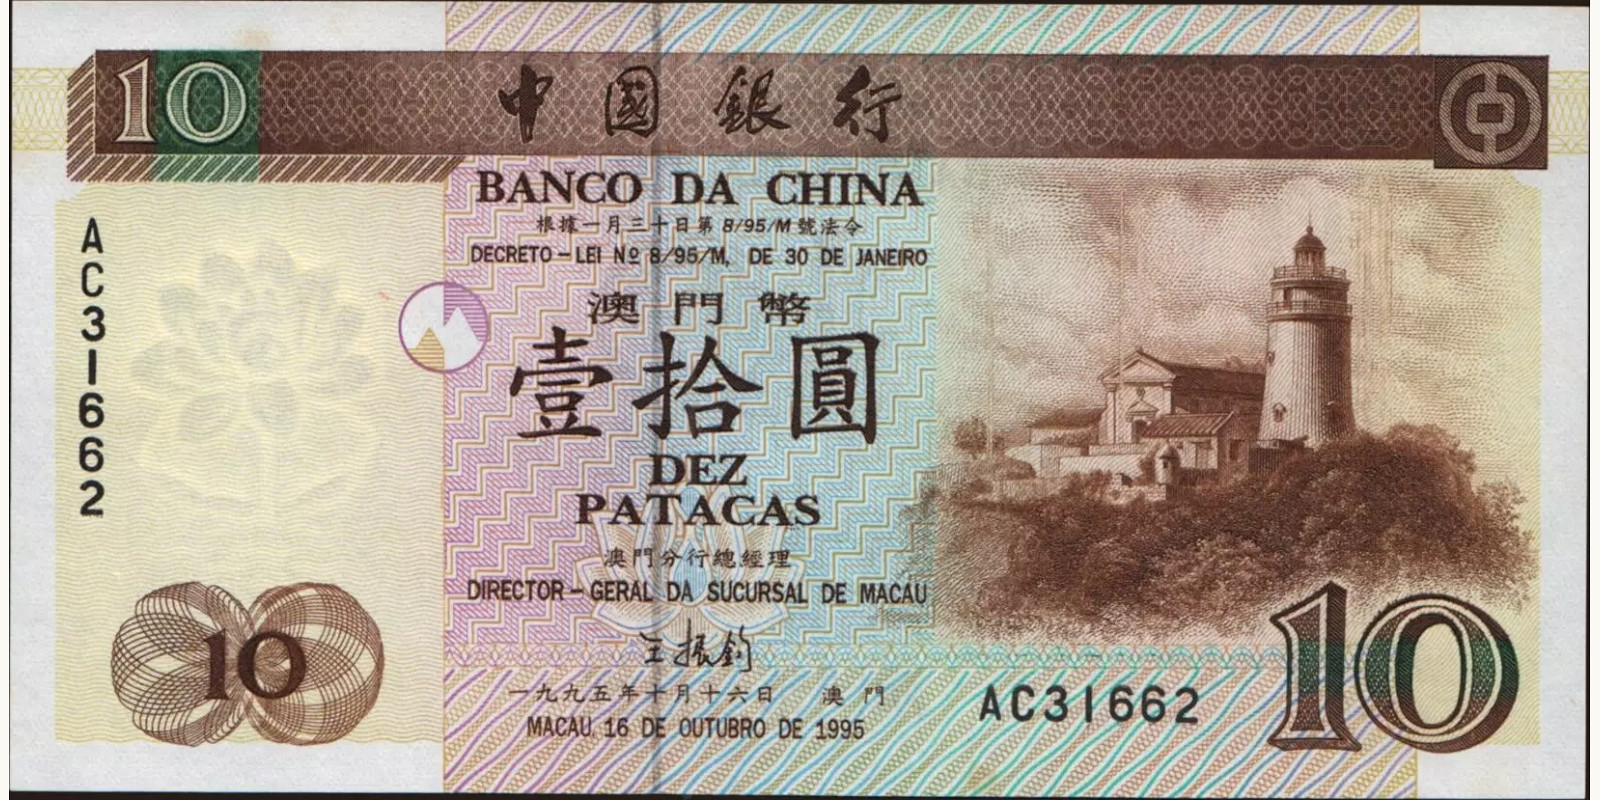 10 中國銀行
BANCO DA CHINA
根據一月三十日第 8/95/M 號法令
DECRETO - LEI Nº 8/95/M, DE 30 DE JANEIRO
AC31662
澳門幣
壹拾圓
DEZ
PATACAS
澳門分行總經理
DIRECTOR - GERAL DA SUCURSAL DE MACAU
王振鈞
一九九五年十月十六日 澳門
MACAU, 16 DE OUTUBRO DE 1995
10
AC31662
10